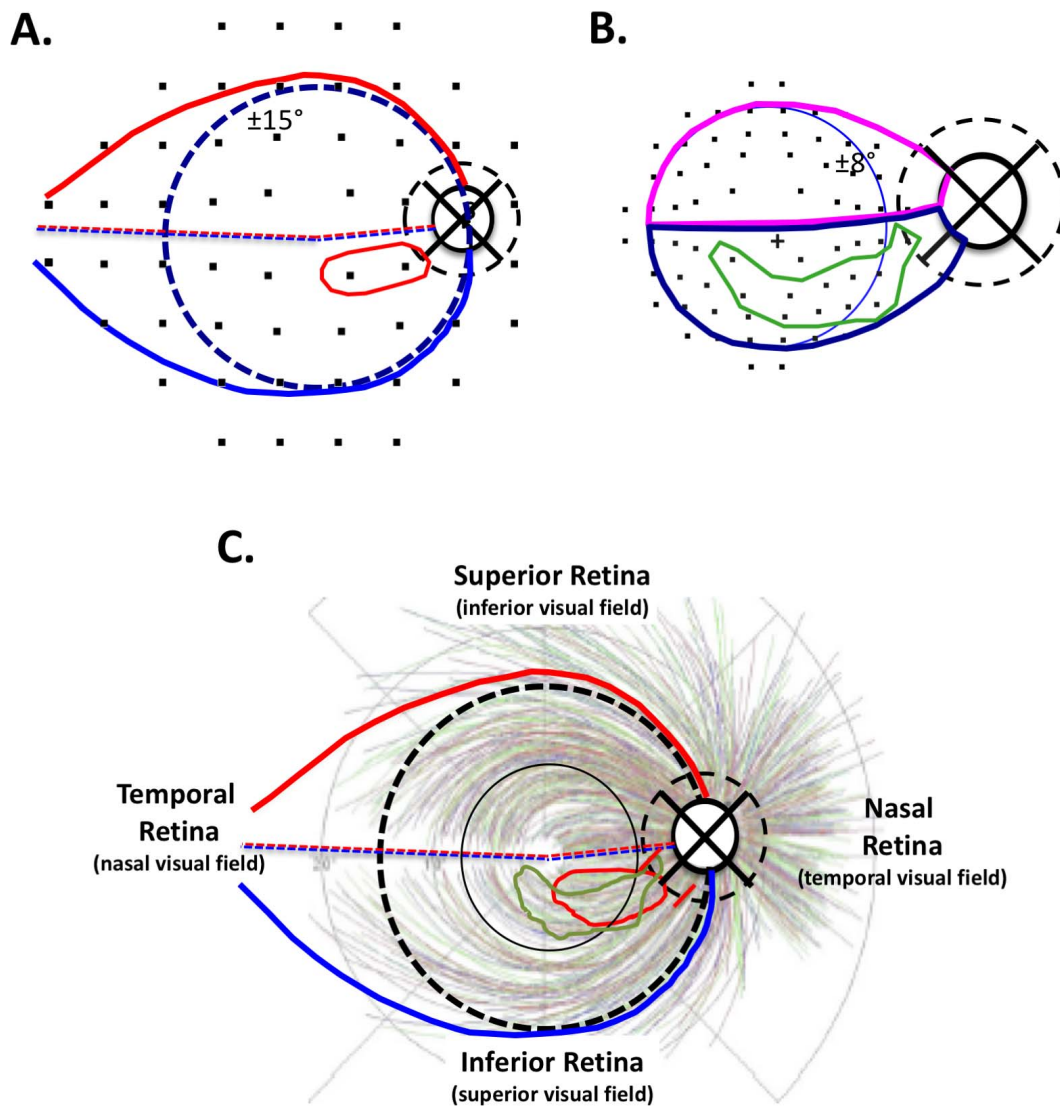 A.
B.
±15°
±8°
C.
Superior Retina
(inferior visual field)
Temporal
Retina
(nasal visual field)
Nasal
Retina
(temporal visual field)
Inferior Retina
(superior visual field)